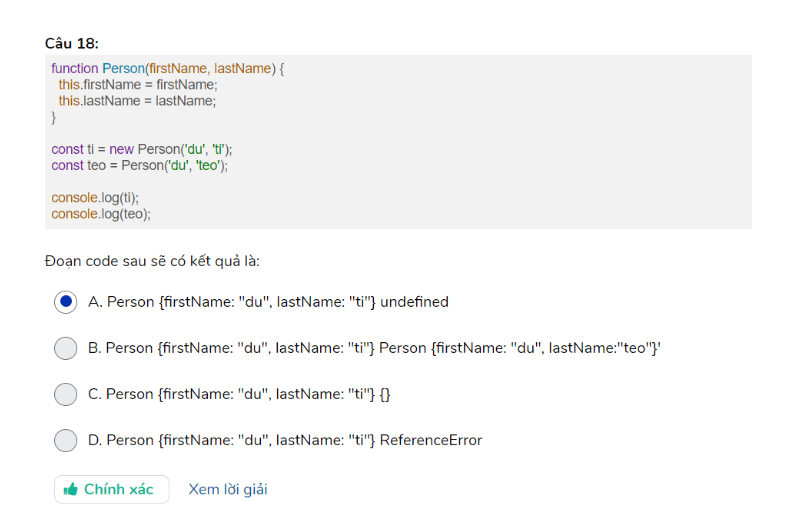 Câu 18:
function Person(firstName, lastName) {
this.firstName = firstName;
this.lastName = lastName;
}
const ti = new Person('du', 'ti');
const teo = Person('du', 'teo');
console.log(ti);
console.log(teo);
Đoạn code sau sẽ có kết quả là:
A. Person {firstName: "du", lastName: "ti"} undefined
B. Person {firstName: "du", lastName: "ti"} Person {firstName: "du", lastName:"teo"}'
C. Person {firstName: "du", lastName: "ti"} {}
D. Person {firstName: "du", lastName: "ti"} ReferenceError
Chính xác Xem lời giải